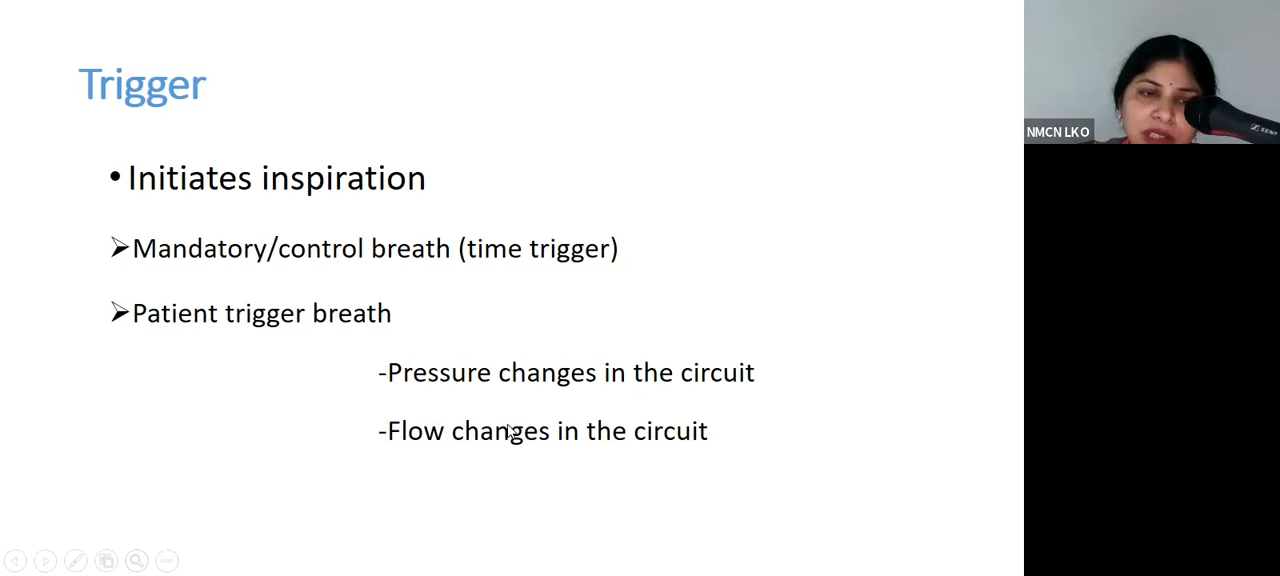 Trigger
• Initiates inspiration
➢Mandatory/control breath (time trigger)
➢Patient trigger breath
-Pressure changes in the circuit
-Flow changes in the circuit
NMCN LKO